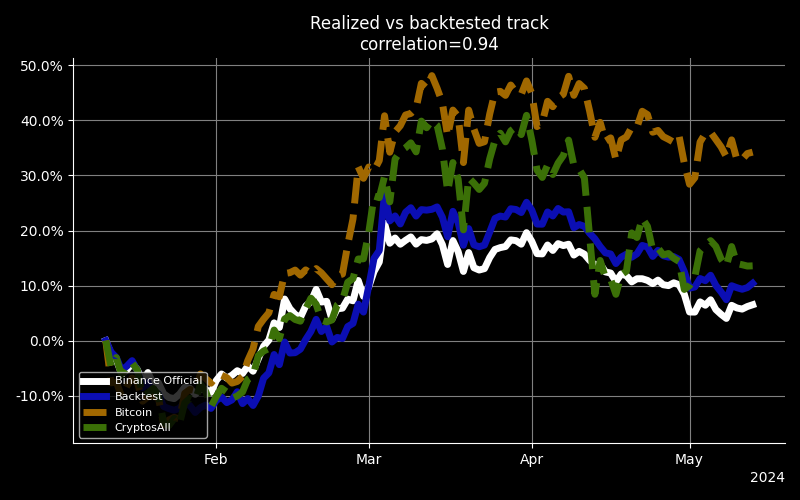 Realized vs backtested track
correlation=0.94
50.0%
40.0%
30.0%
20.0%
10.0%
0.0%
-10.0%
Binance Official
Backtest
Bitcoin
CryptosAll
Feb
Mar
Apr
May
2024